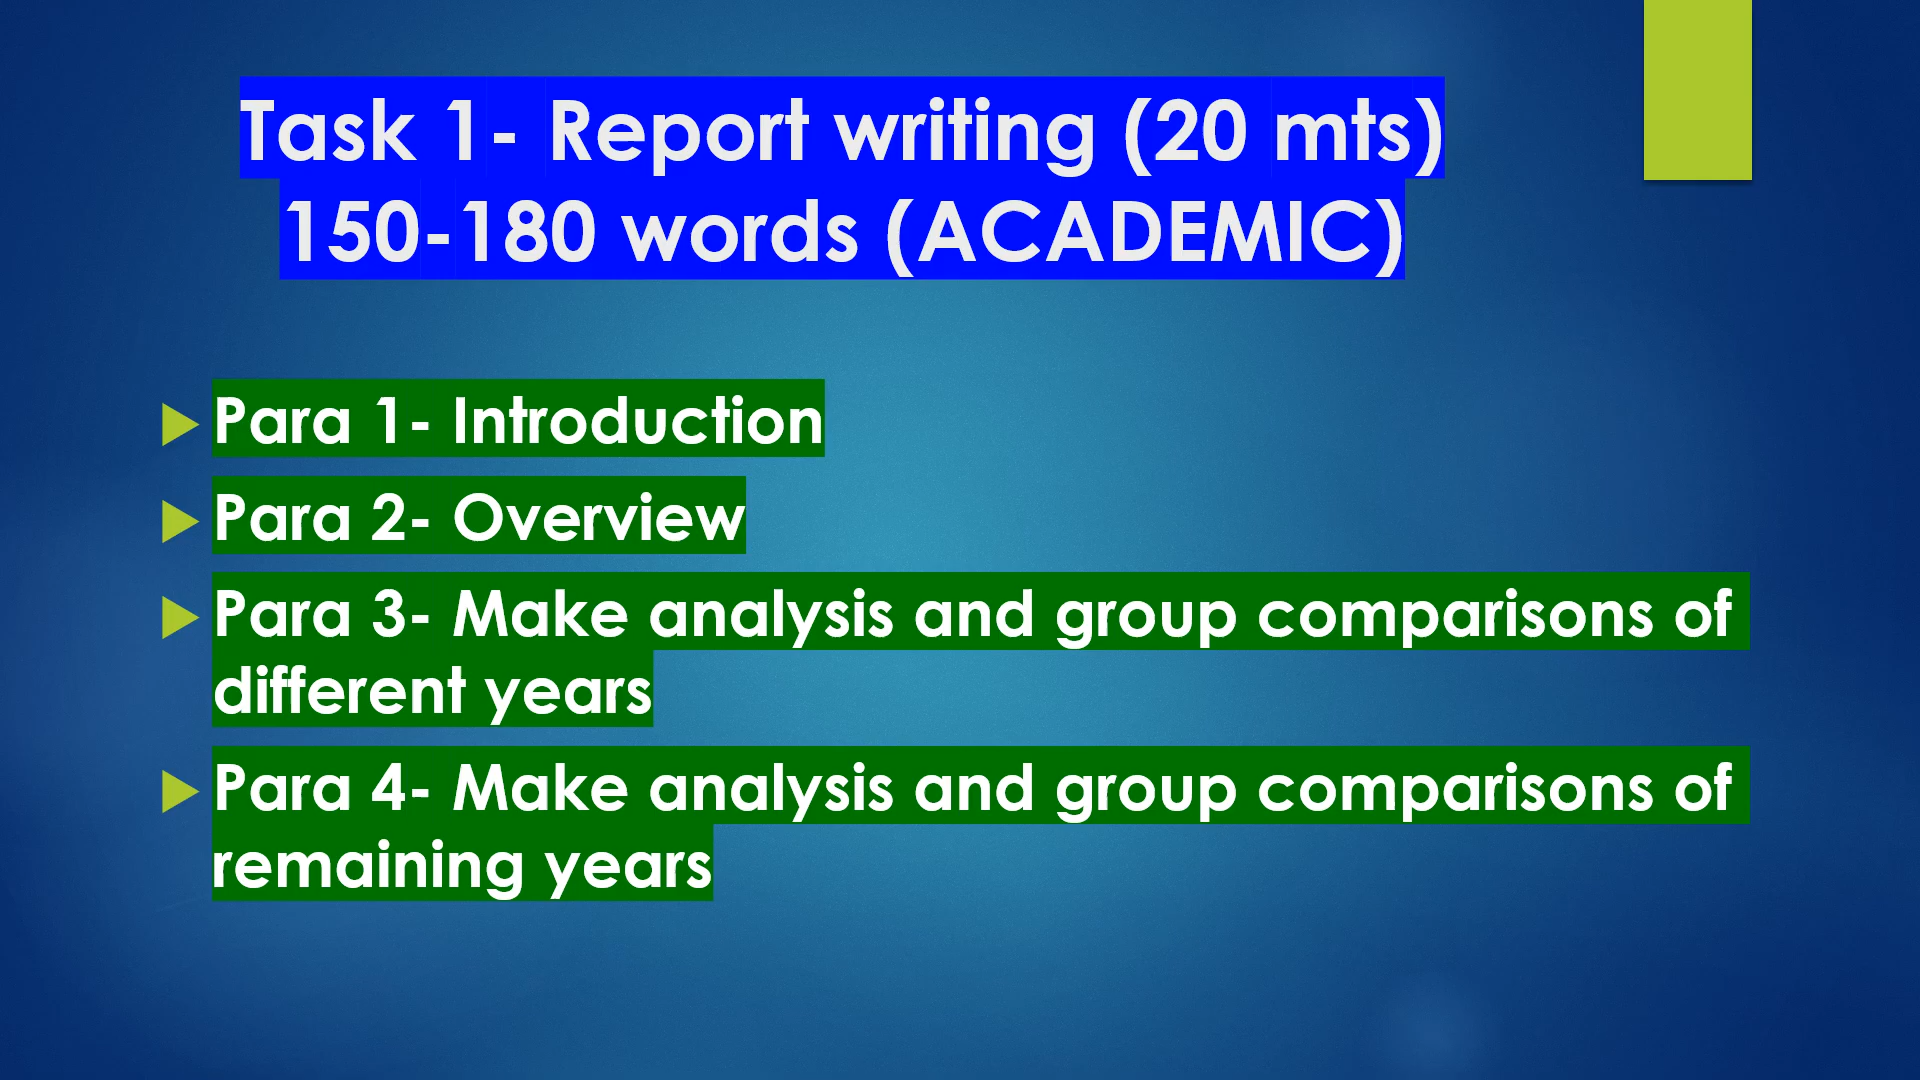 Task 1- Report writing (20 mts)
150-180 words (ACADEMIC)
Para 1- Introduction
Para 2- Overview
Para 3- Make analysis and group comparisons of
different years
Para 4- Make analysis and group comparisons of
remaining years